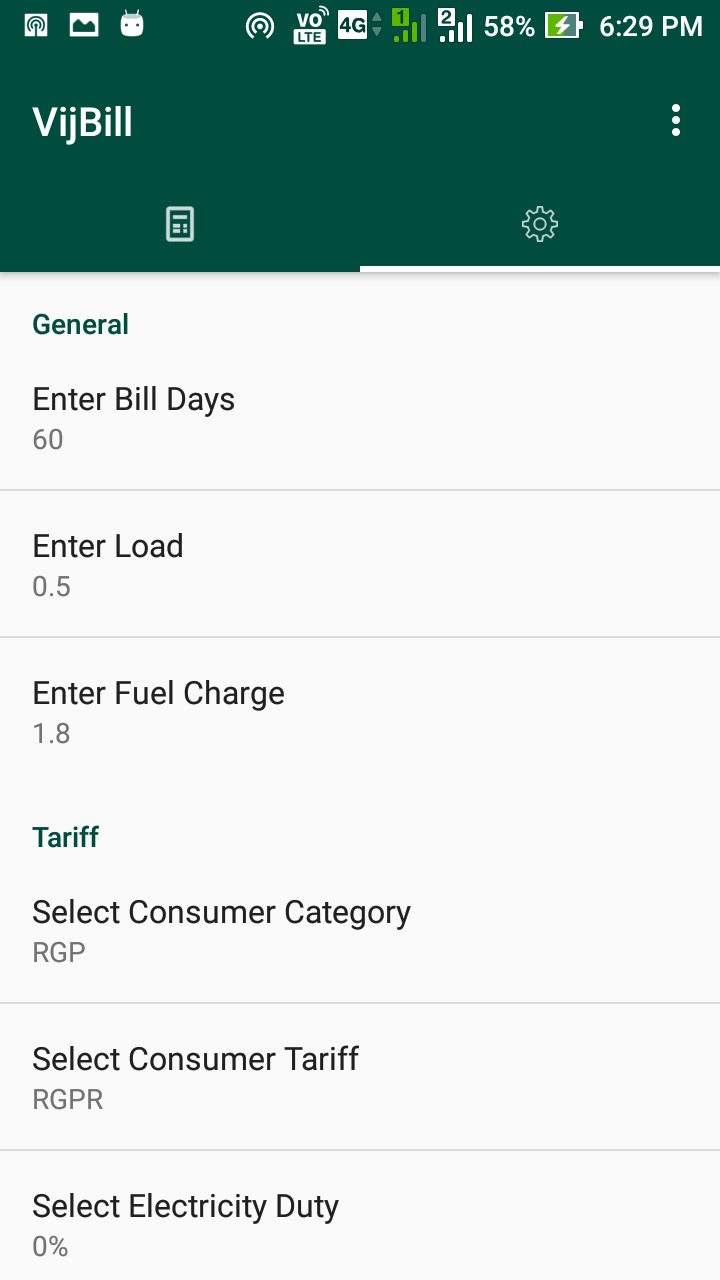 VO LTE 4G 1 2 58% 6:29 PM
VijBill
General
Enter Bill Days
60
Enter Load
0.5
Enter Fuel Charge
1.8
Tariff
Select Consumer Category
RGP
Select Consumer Tariff
RGPR
Select Electricity Duty
0%